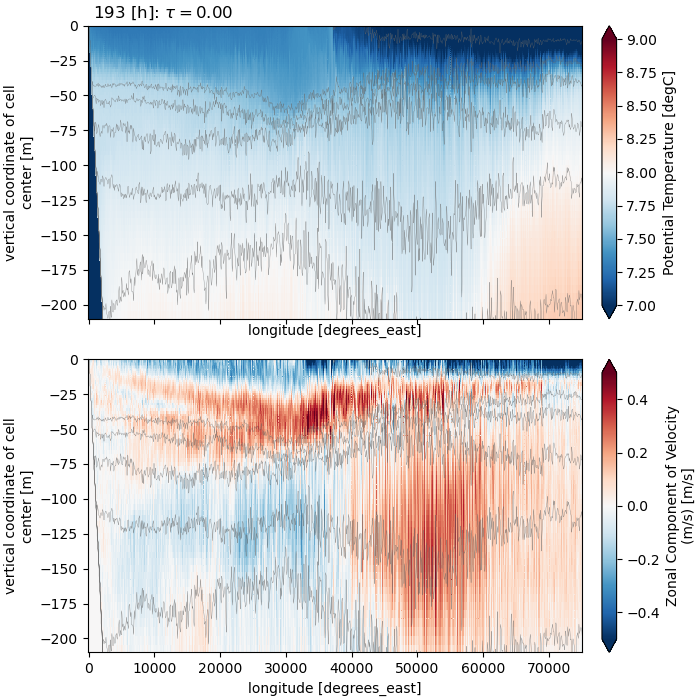 193 [h]: τ = 0.00
0
−25
−50
−75
−100
−125
−150
−175
−200
vertical coordinate of cell
center [m]
longitude [degrees_east]
9.00
8.75
8.50
8.25
8.00
7.75
7.50
7.25
7.00
Potential Temperature [degC]
0
−25
−50
−75
−100
−125
−150
−175
−200
vertical coordinate of cell
center [m]
0 10000 20000 30000 40000 50000 60000 70000
longitude [degrees_east]
0.4
0.2
0.0
−0.2
−0.4
Zonal Component of Velocity
(m/s) [m/s]